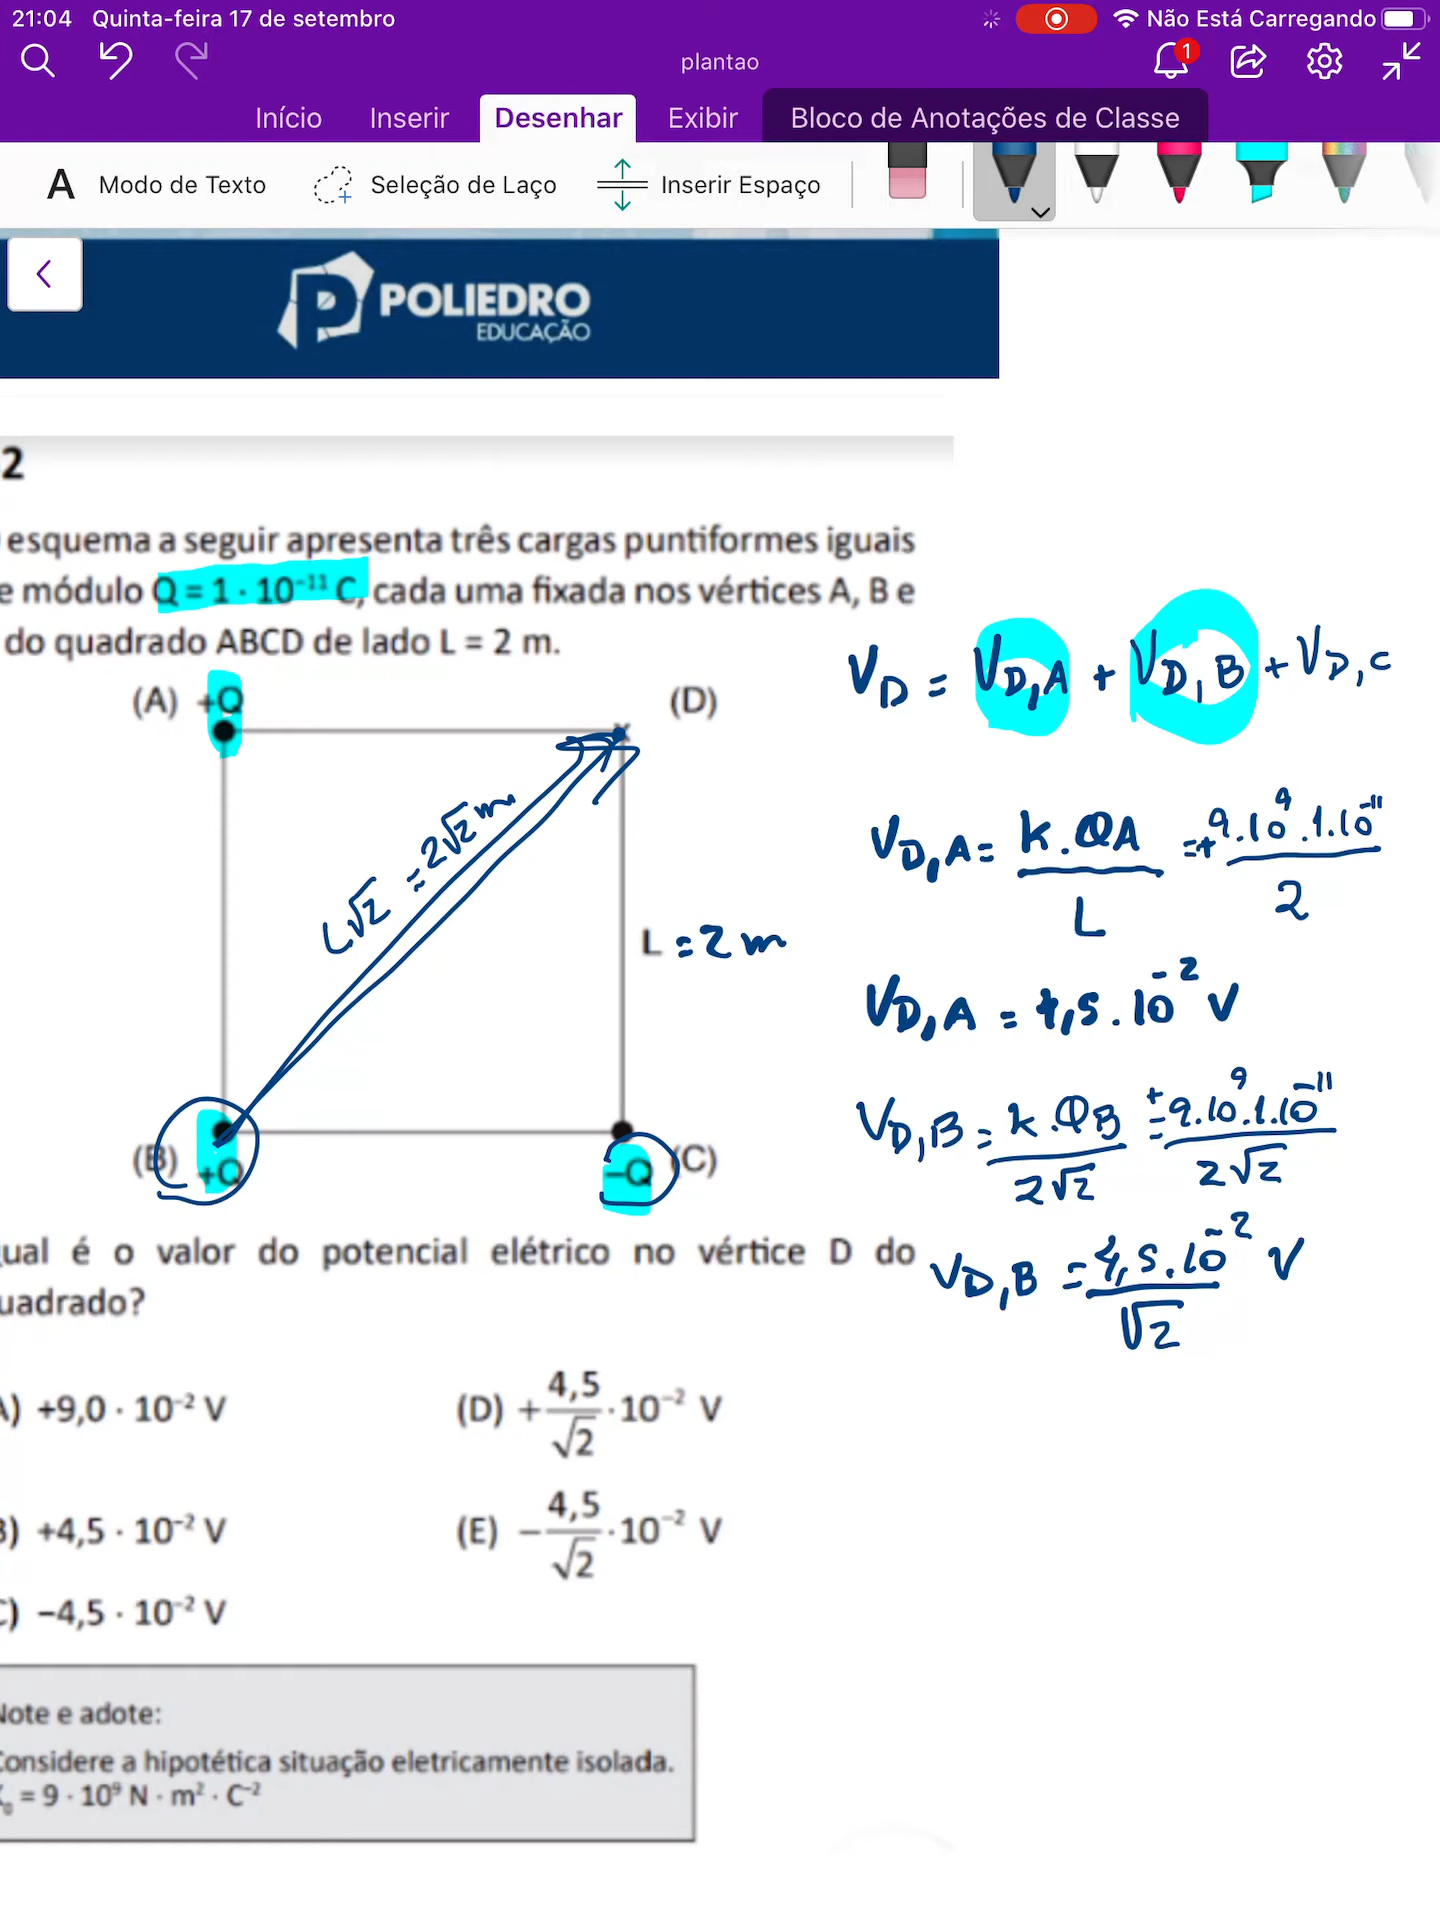 21:04 Quinta-feira 17 de setembro
Não Está Carregando
plantao
1
Início Inserir Desenhar Exibir Bloco de Anotações de Classe
A Modo de Texto Seleção de Laço Inserir Espaço
POLIEDRO
EDUCAÇÃO
2
esquema a seguir apresenta três cargas puntiformes iguais
e módulo Q = 1 · 10⁻¹¹ C, cada uma fixada nos vértices A, B e
do quadrado ABCD de lado L = 2 m.
(A) +Q
(D)
L√2 = 2√2 m
L = 2 m
(B) +Q
−Q (C)
V_D = V_D,A + V_D,B + V_D,C
V_D,A = k.QA / L = + 9.10⁹.1.10⁻¹¹ / 2
V_D,A = 4,5.10⁻² V
V_D,B = k.QB / 2√2 = + 9.10⁹.1.10⁻¹¹ / 2√2
V_D,B = 4,5.10⁻² / √2 V
ual é o valor do potencial elétrico no vértice D do
uadrado?
A) +9,0 · 10⁻² V
(D) + 4,5/√2 · 10⁻² V
B) +4,5 · 10⁻² V
(E) − 4,5/√2 · 10⁻² V
C) −4,5 · 10⁻² V
Note e adote:
Considere a hipotética situação eletricamente isolada.
K₀ = 9 · 10⁹ N · m² · C⁻²